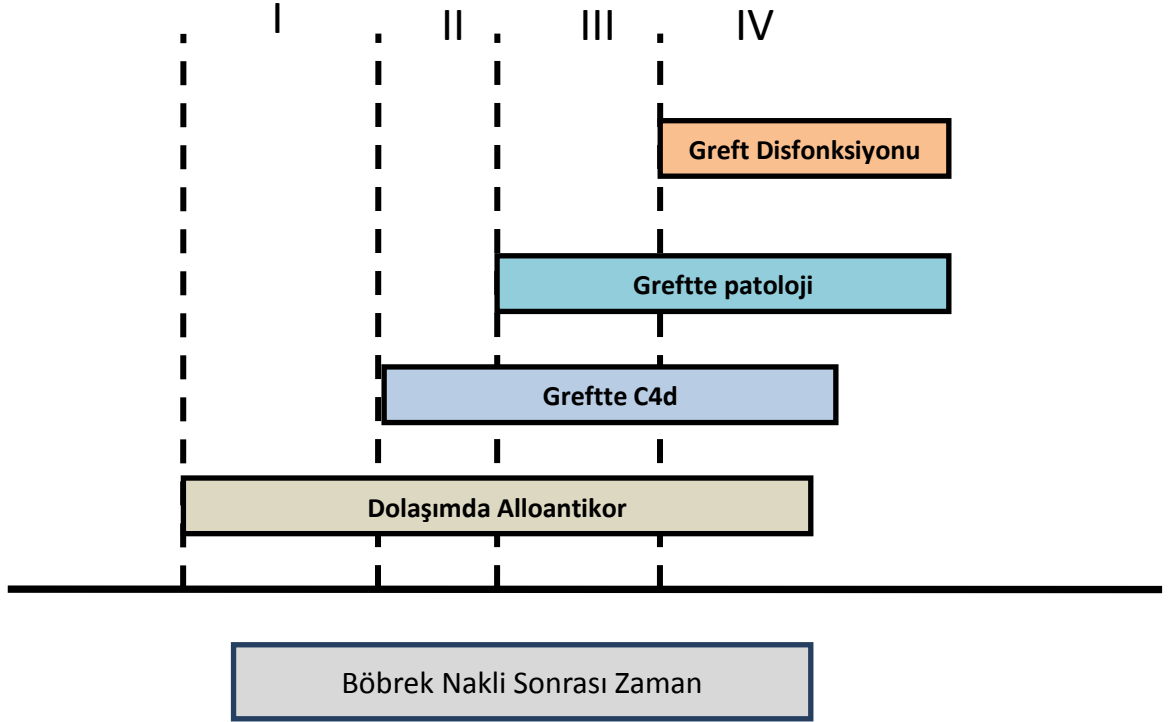 I II III IV
Greft Disfonksiyonu
Greftte patoloji
Greftte C4d
Dolaşımda Alloantikor
Böbrek Nakli Sonrası Zaman